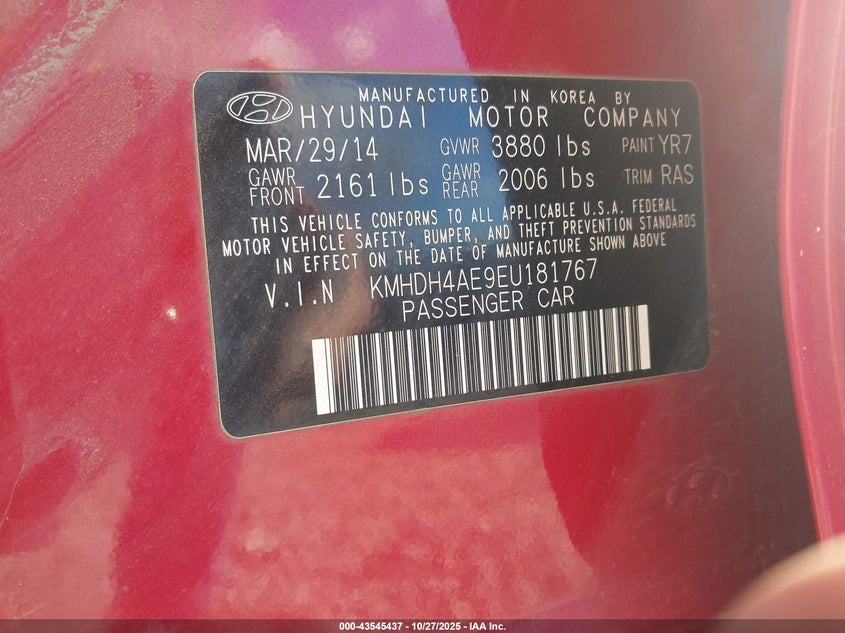 MANUFACTURED IN KOREA BY
HYUNDAI MOTOR COMPANY
MAR/29/14 GVWR 3880 lbs PAINT YR7
GAWR FRONT 2161 lbs GAWR REAR 2006 lbs TRIM RAS
THIS VEHICLE CONFORMS TO ALL APPLICABLE U.S.A. FEDERAL
MOTOR VEHICLE SAFETY, BUMPER, AND THEFT PREVENTION STANDARDS
IN EFFECT ON THE DATE OF MANUFACTURE SHOWN ABOVE
V.I.N KMHDH4AE9EU181767
PASSENGER CAR
000-43545437 - 10/27/2025 - IAA Inc.